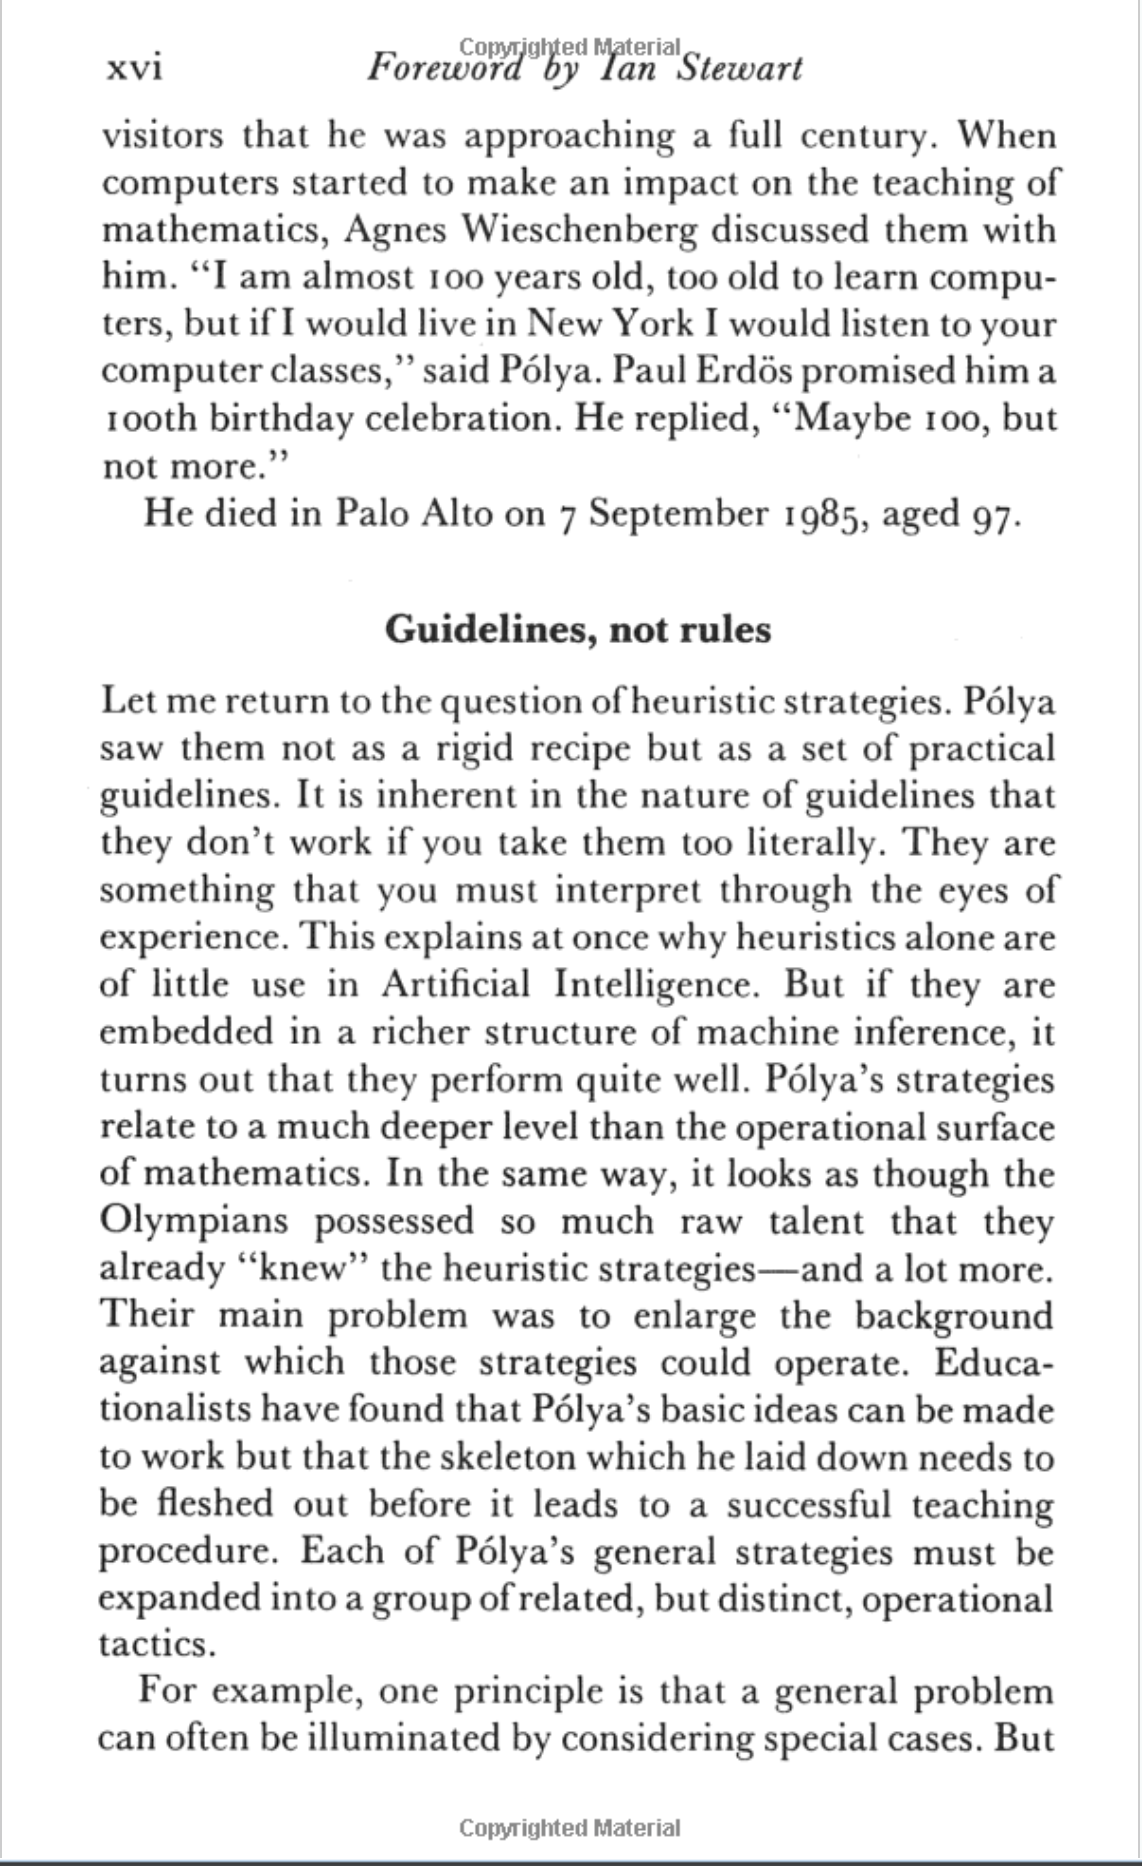 Copyrighted Material
xvi Foreword by Ian Stewart
visitors that he was approaching a full century. When
computers started to make an impact on the teaching of
mathematics, Agnes Wieschenberg discussed them with
him. “I am almost 100 years old, too old to learn compu-
ters, but if I would live in New York I would listen to your
computer classes,” said Pólya. Paul Erdös promised him a
100th birthday celebration. He replied, “Maybe 100, but
not more.”
He died in Palo Alto on 7 September 1985, aged 97.
Guidelines, not rules
Let me return to the question of heuristic strategies. Pólya
saw them not as a rigid recipe but as a set of practical
guidelines. It is inherent in the nature of guidelines that
they don’t work if you take them too literally. They are
something that you must interpret through the eyes of
experience. This explains at once why heuristics alone are
of little use in Artificial Intelligence. But if they are
embedded in a richer structure of machine inference, it
turns out that they perform quite well. Pólya’s strategies
relate to a much deeper level than the operational surface
of mathematics. In the same way, it looks as though the
Olympians possessed so much raw talent that they
already “knew” the heuristic strategies—and a lot more.
Their main problem was to enlarge the background
against which those strategies could operate. Educa-
tionalists have found that Pólya’s basic ideas can be made
to work but that the skeleton which he laid down needs to
be fleshed out before it leads to a successful teaching
procedure. Each of Pólya’s general strategies must be
expanded into a group of related, but distinct, operational
tactics.
For example, one principle is that a general problem
can often be illuminated by considering special cases. But
Copyrighted Material